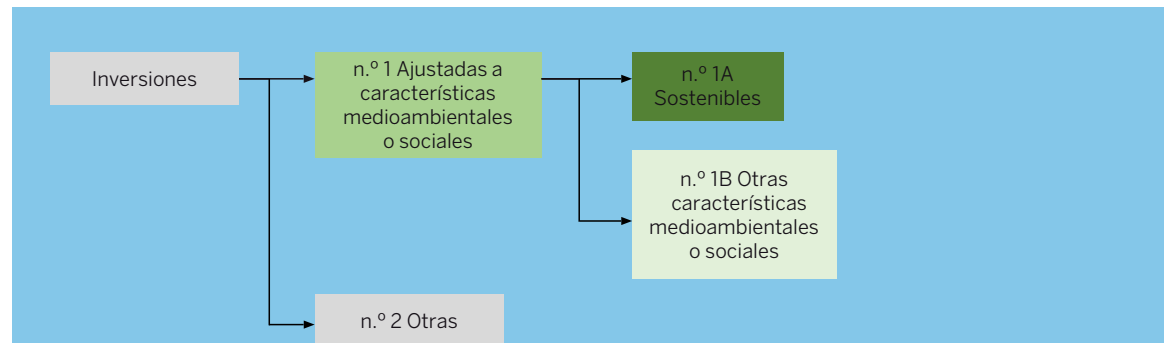 Inversiones
n.º 1 Ajustadas a
características
medioambientales
o sociales
n.º 1A
Sostenibles
n.º 1B Otras
características
medioambientales
o sociales
n.º 2 Otras